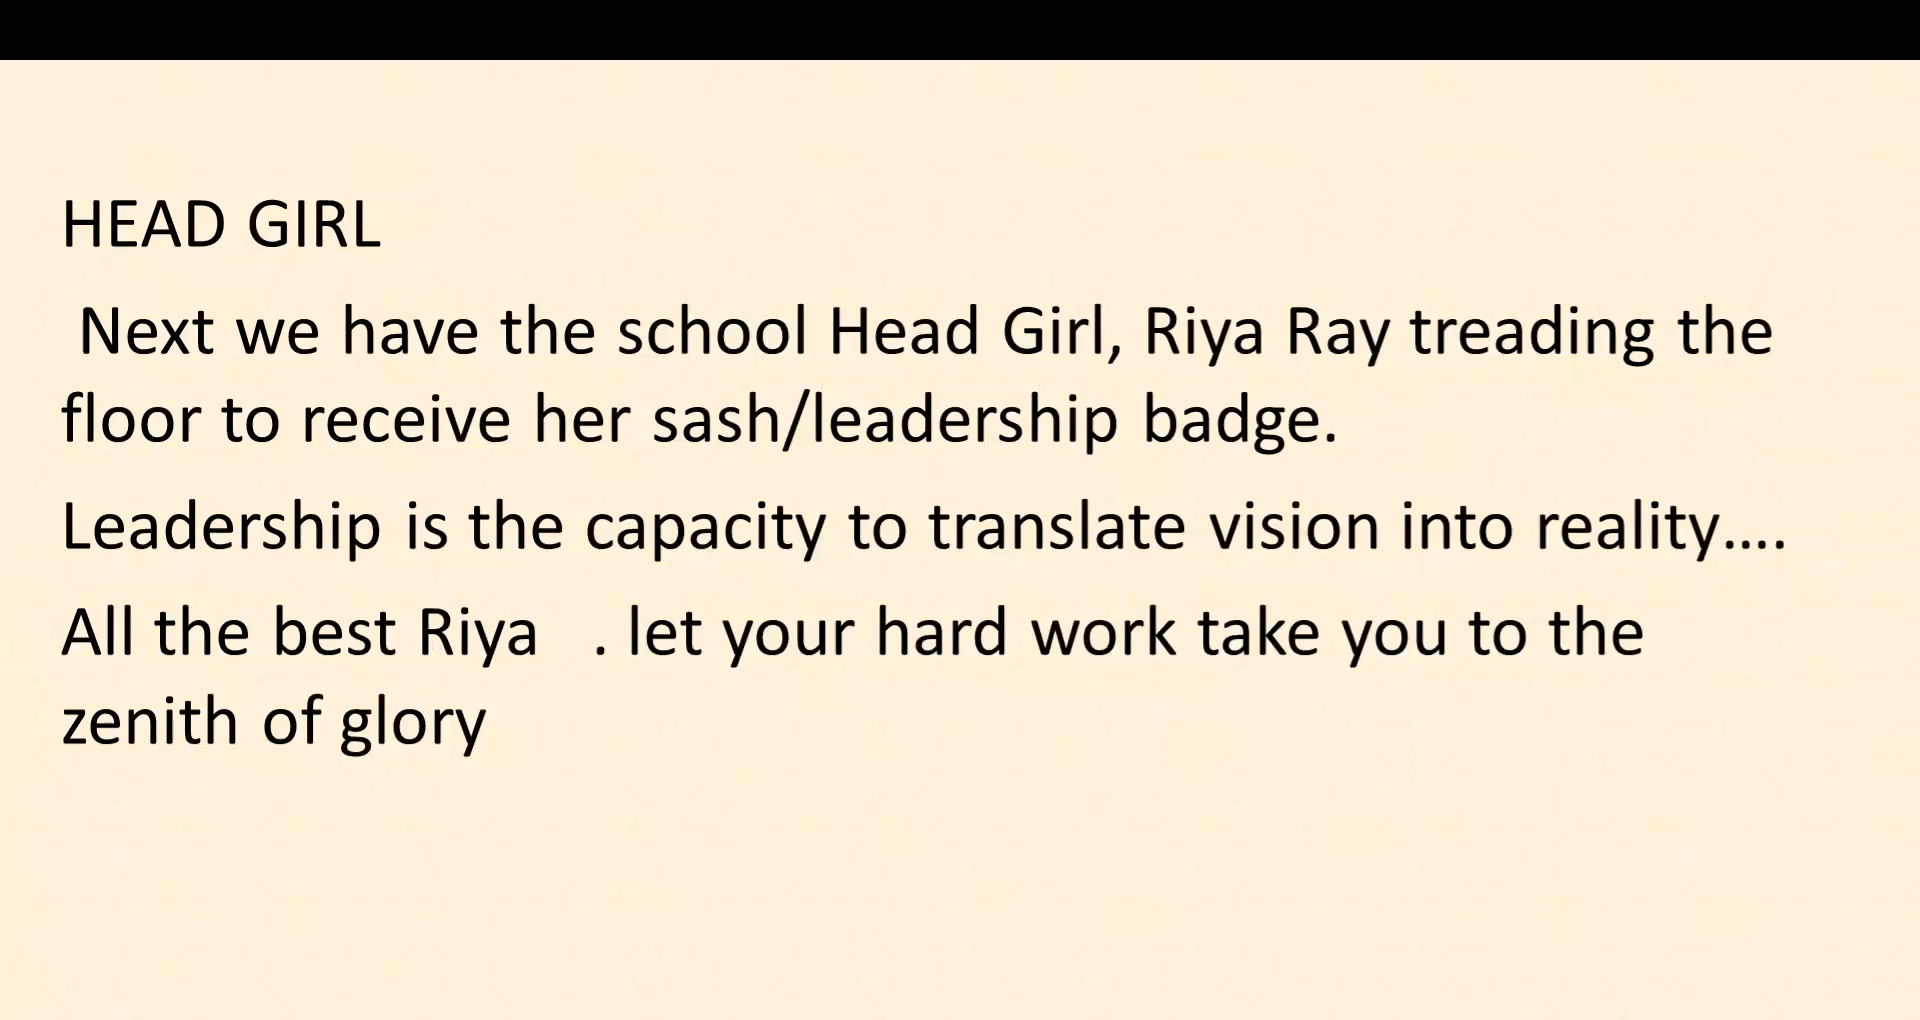 HEAD GIRL
Next we have the school Head Girl, Riya Ray treading the
floor to receive her sash/leadership badge.
Leadership is the capacity to translate vision into reality....
All the best Riya   . let your hard work take you to the
zenith of glory